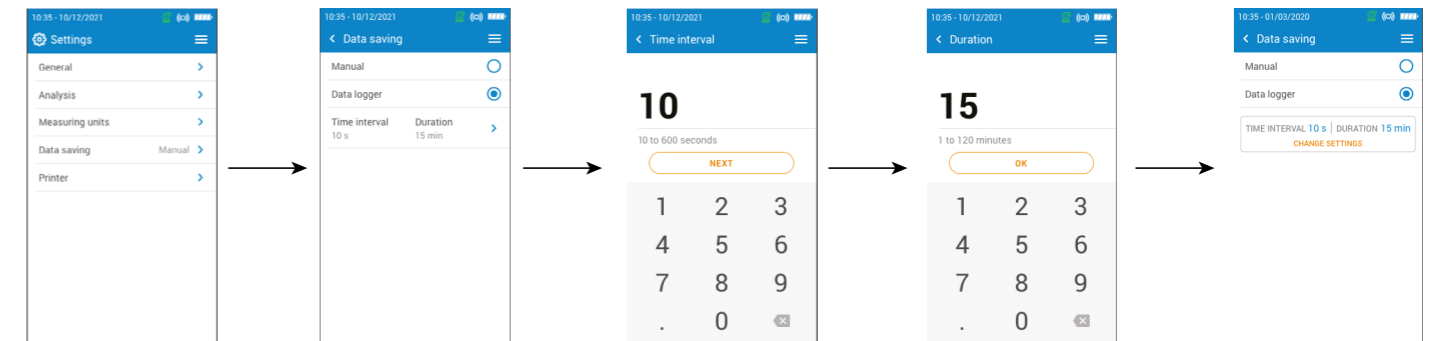 10:35 - 10/12/2021
Settings
General
Analysis
Measuring units
Data saving Manual
Printer
10:35 - 10/12/2021
Data saving
Manual
Data logger
Time interval Duration
10 s 15 min
10:35 - 10/12/2021
Time interval
10
10 to 600 seconds
NEXT
1 2 3
4 5 6
7 8 9
. 0
10:35 - 10/12/2021
Duration
15
1 to 120 minutes
OK
1 2 3
4 5 6
7 8 9
. 0
10:35 - 01/03/2020
Data saving
Manual
Data logger
TIME INTERVAL 10 s | DURATION 15 min
CHANGE SETTINGS